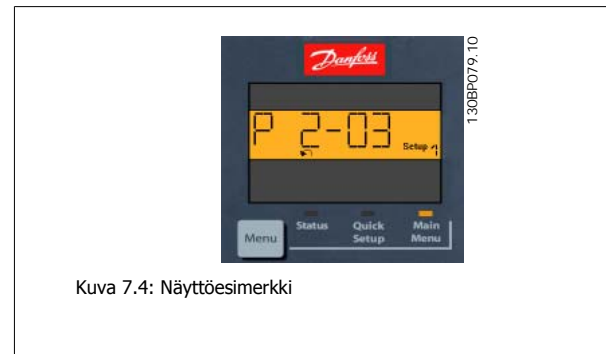 Danfoss
130BP079.10
P 2-03
Setup 1
Status Quick Setup Main Menu
Menu
Kuva 7.4: Näyttöesimerkki